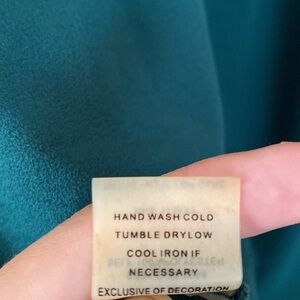 HAND WASH COLD
TUMBLE DRYLOW
COOL IRON IF
NECESSARY
EXCLUSIVE OF DECORATION